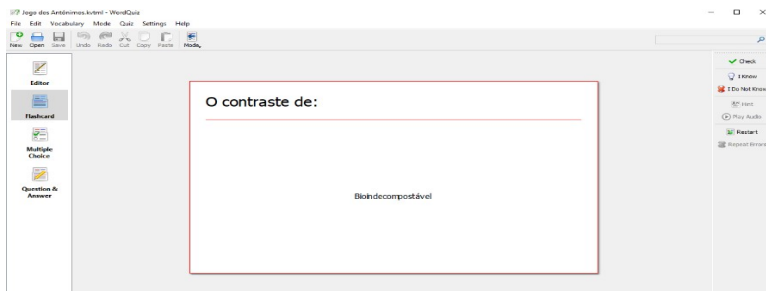 Jogo dos Antónimos.kvtml - WordQuiz
File Edit Vocabulary Mode Quiz Settings Help
New Open Save Undo Redo Cut Copy Paste Mode
Editor
Flashcard
Multiple
Choice
Question &
Answer
O contraste de:
Bioindecompostável
Check
I Know
I Do Not Know
Hint
Play Audio
Restart
Repeat Errors